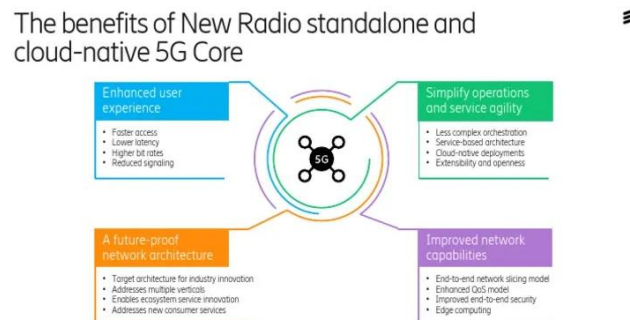 The benefits of New Radio standalone and
cloud-native 5G Core
Enhanced user
experience
• Faster access
• Lower latency
• Higher bit rates
• Reduced signaling
Simplify operations
and service agility
• Less complex orchestration
• Service-based architecture
• Cloud-native deployments
• Extensibility and openness
5G
A future-proof
network architecture
• Target architecture for industry innovation
• Addresses multiple verticals
• Enables ecosystem service innovation
• Addresses new consumer services
Improved network
capabilities
• End-to-end network slicing model
• Enhanced QoS model
• Improved end-to-end security
• Edge computing